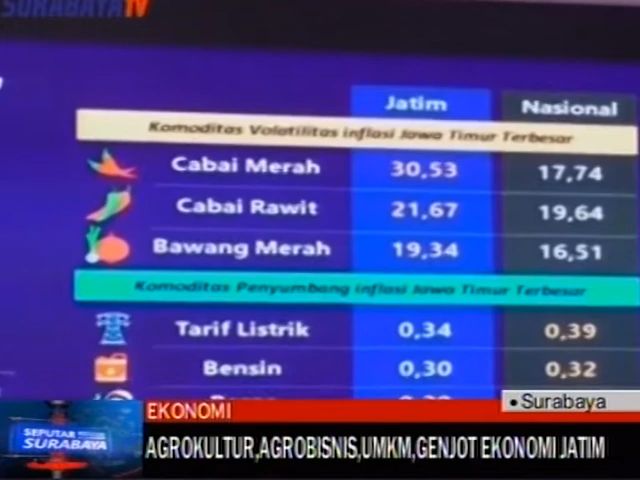 SURABAYATV
Jatim Nasional
Komoditas Volatilitas inflasi Jawa Timur Terbesar
Cabai Merah 30,53 17,74
Cabai Rawit 21,67 19,64
Bawang Merah 19,34 16,51
Komoditas Penyumbang inflasi Jawa Timur Terbesar
Tarif Listrik 0,34 0,39
Bensin 0,30 0,32
Surabaya
EKONOMI
SEPUTAR
SURABAYA
AGROKULTUR,AGROBISNIS,UMKM,GENJOT EKONOMI JATIM